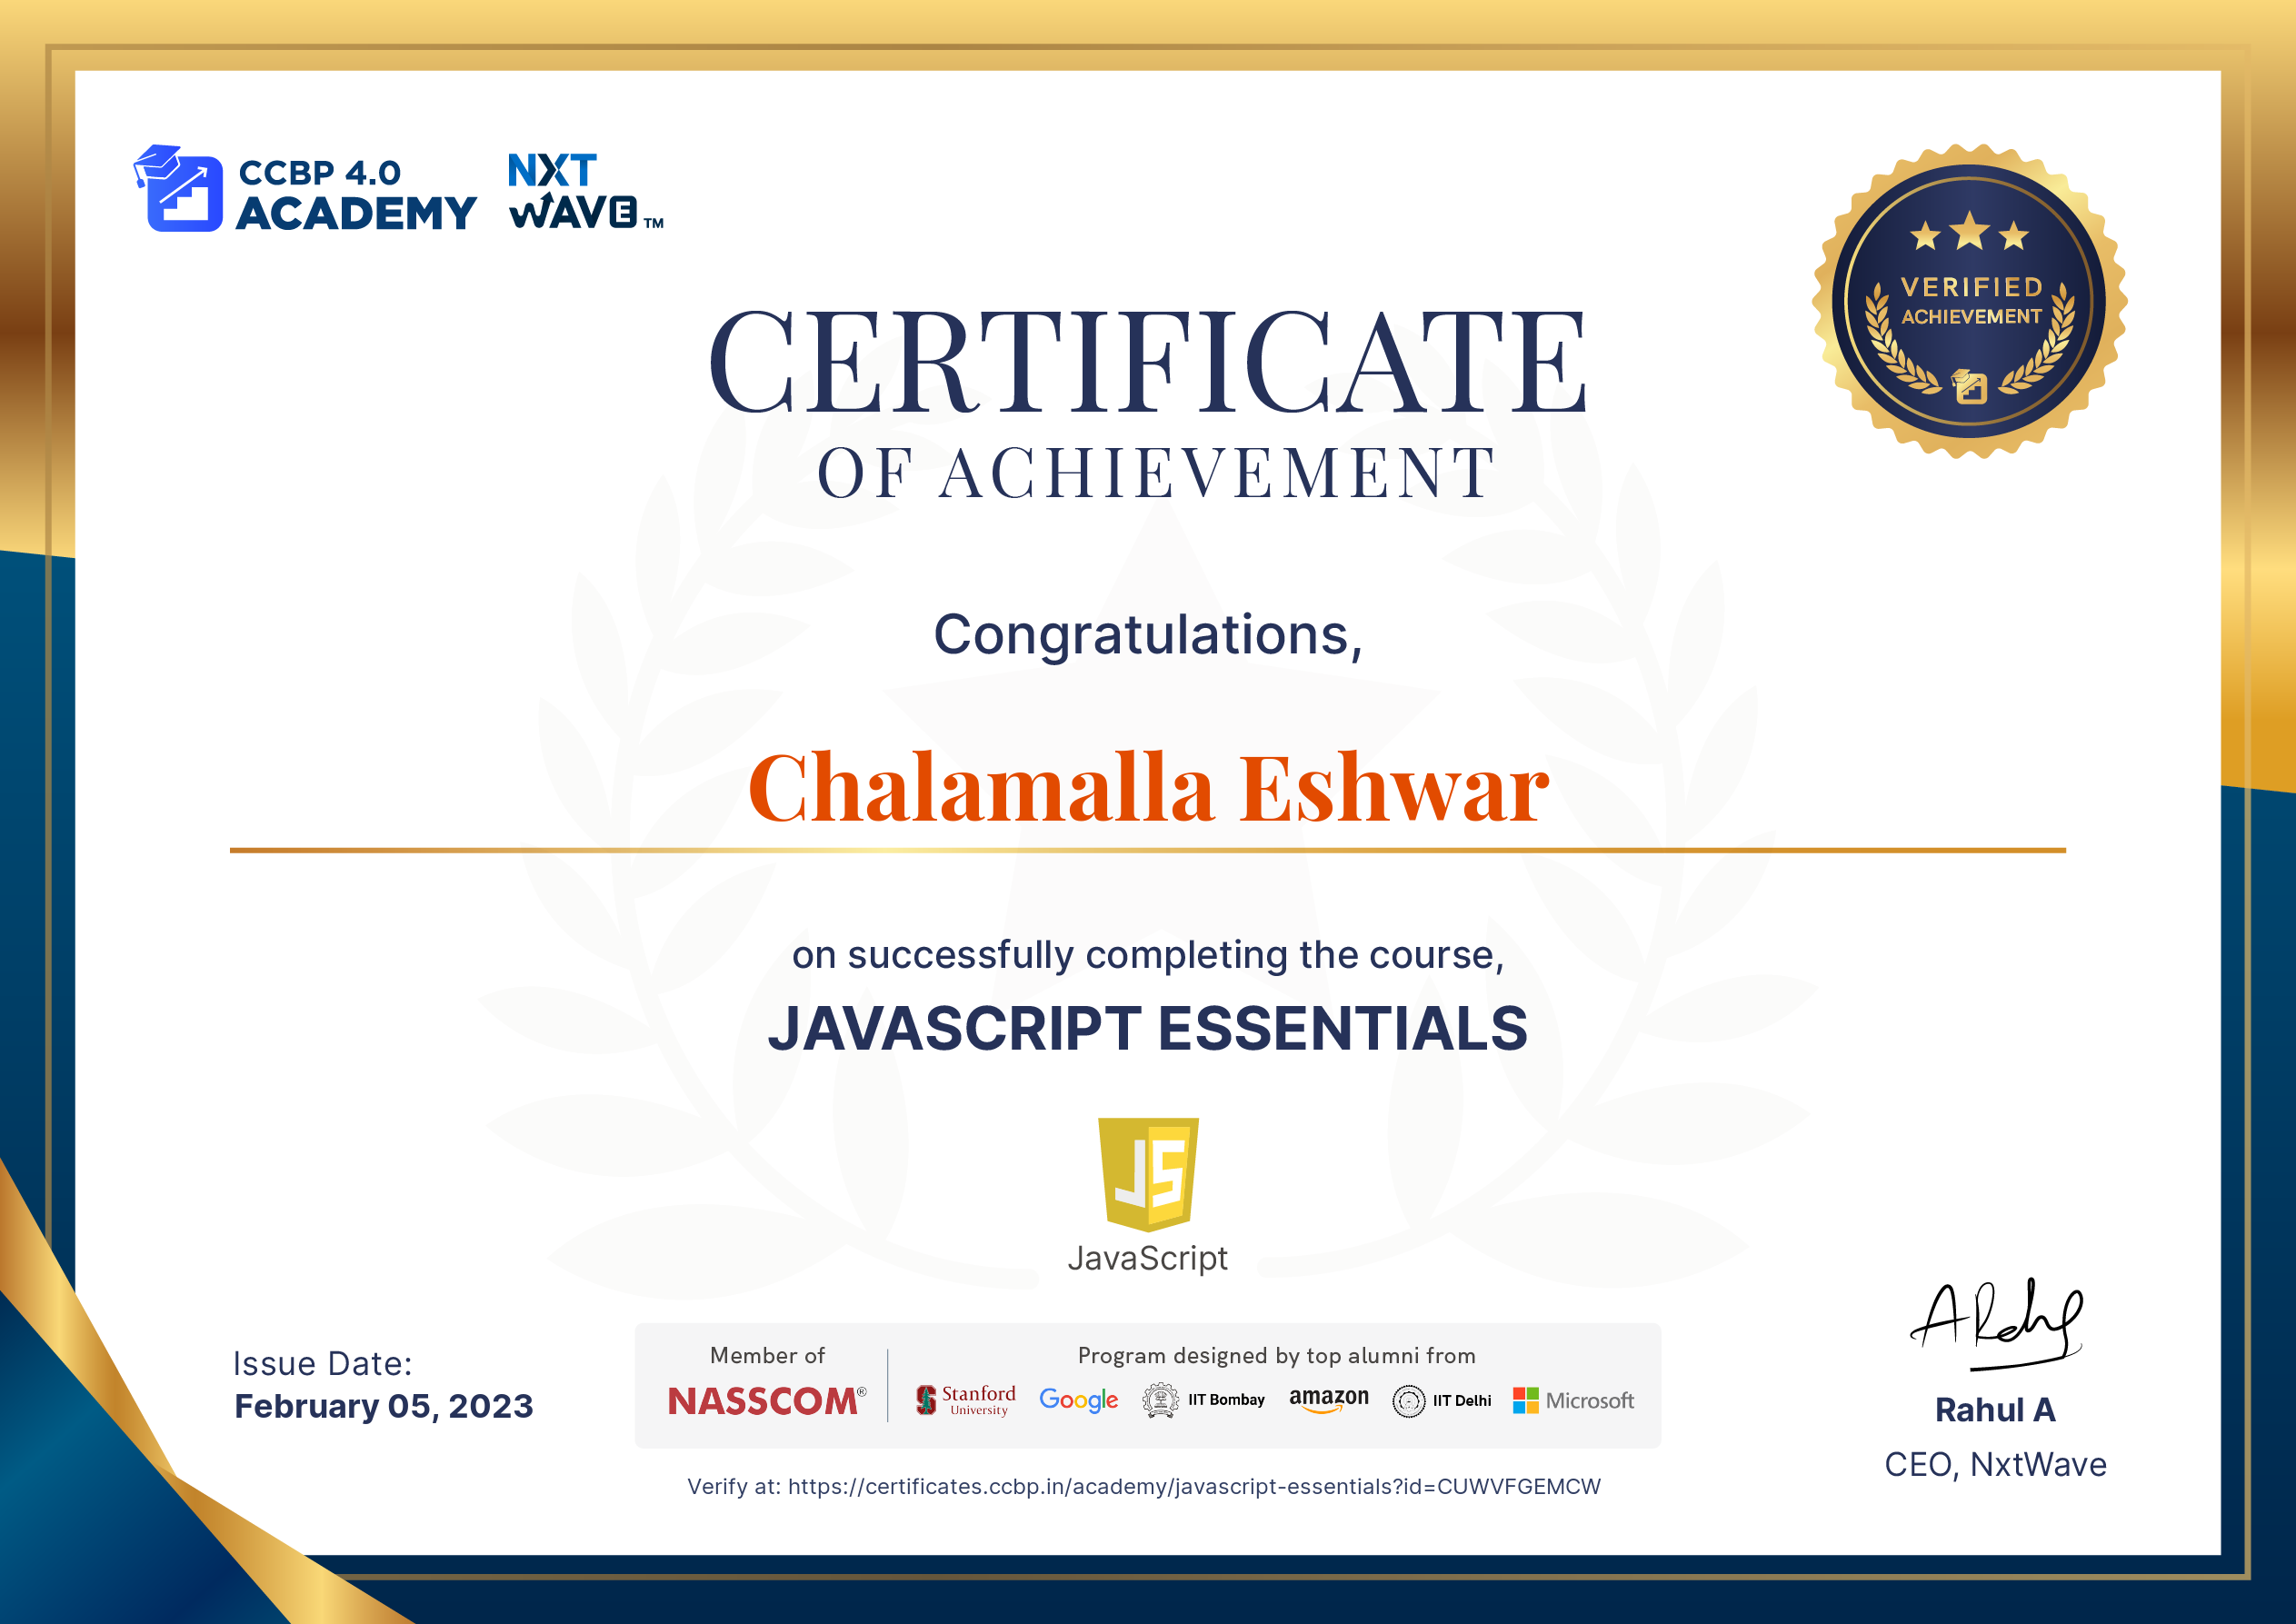 CCBP 4.0
ACADEMY
NXT
WAVE™
VERIFIED
ACHIEVEMENT
CERTIFICATE
OF ACHIEVEMENT
Congratulations,
Chalamalla Eshwar
on successfully completing the course,
JAVASCRIPT ESSENTIALS
JS
JavaScript
Issue Date:
February 05, 2023
Member of
NASSCOM®
Program designed by top alumni from
Stanford University Google IIT Bombay amazon IIT Delhi Microsoft
Verify at: https://certificates.ccbp.in/academy/javascript-essentials?id=CUWVFGEMCW
Rahul A
CEO, NxtWave